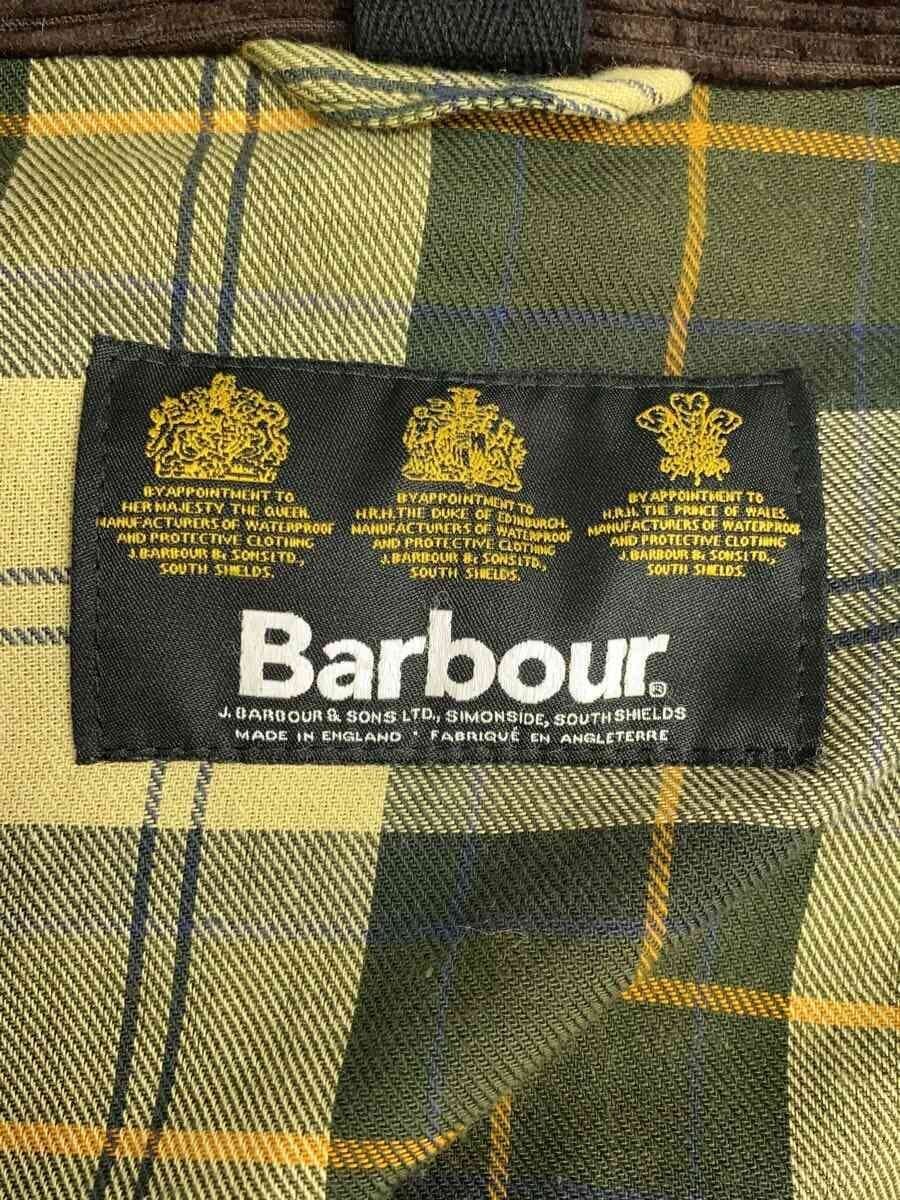 BY APPOINTMENT TO
HER MAJESTY THE QUEEN.
MANUFACTURERS OF WATERPROOF
AND PROTECTIVE CLOTHING
J. BARBOUR & SONS LTD.,
SOUTH SHIELDS.
BY APPOINTMENT TO
H.R.H. THE DUKE OF EDINBURGH.
MANUFACTURERS OF WATERPROOF
AND PROTECTIVE CLOTHING
J. BARBOUR & SONS LTD.,
SOUTH SHIELDS.
BY APPOINTMENT TO
H.R.H. THE PRINCE OF WALES.
MANUFACTURERS OF WATERPROOF
AND PROTECTIVE CLOTHING
J. BARBOUR & SONS LTD.,
SOUTH SHIELDS.
Barbour®
J. BARBOUR & SONS LTD., SIMONSIDE, SOUTH SHIELDS
MADE IN ENGLAND · FABRIQUÉ EN ANGLETERRE